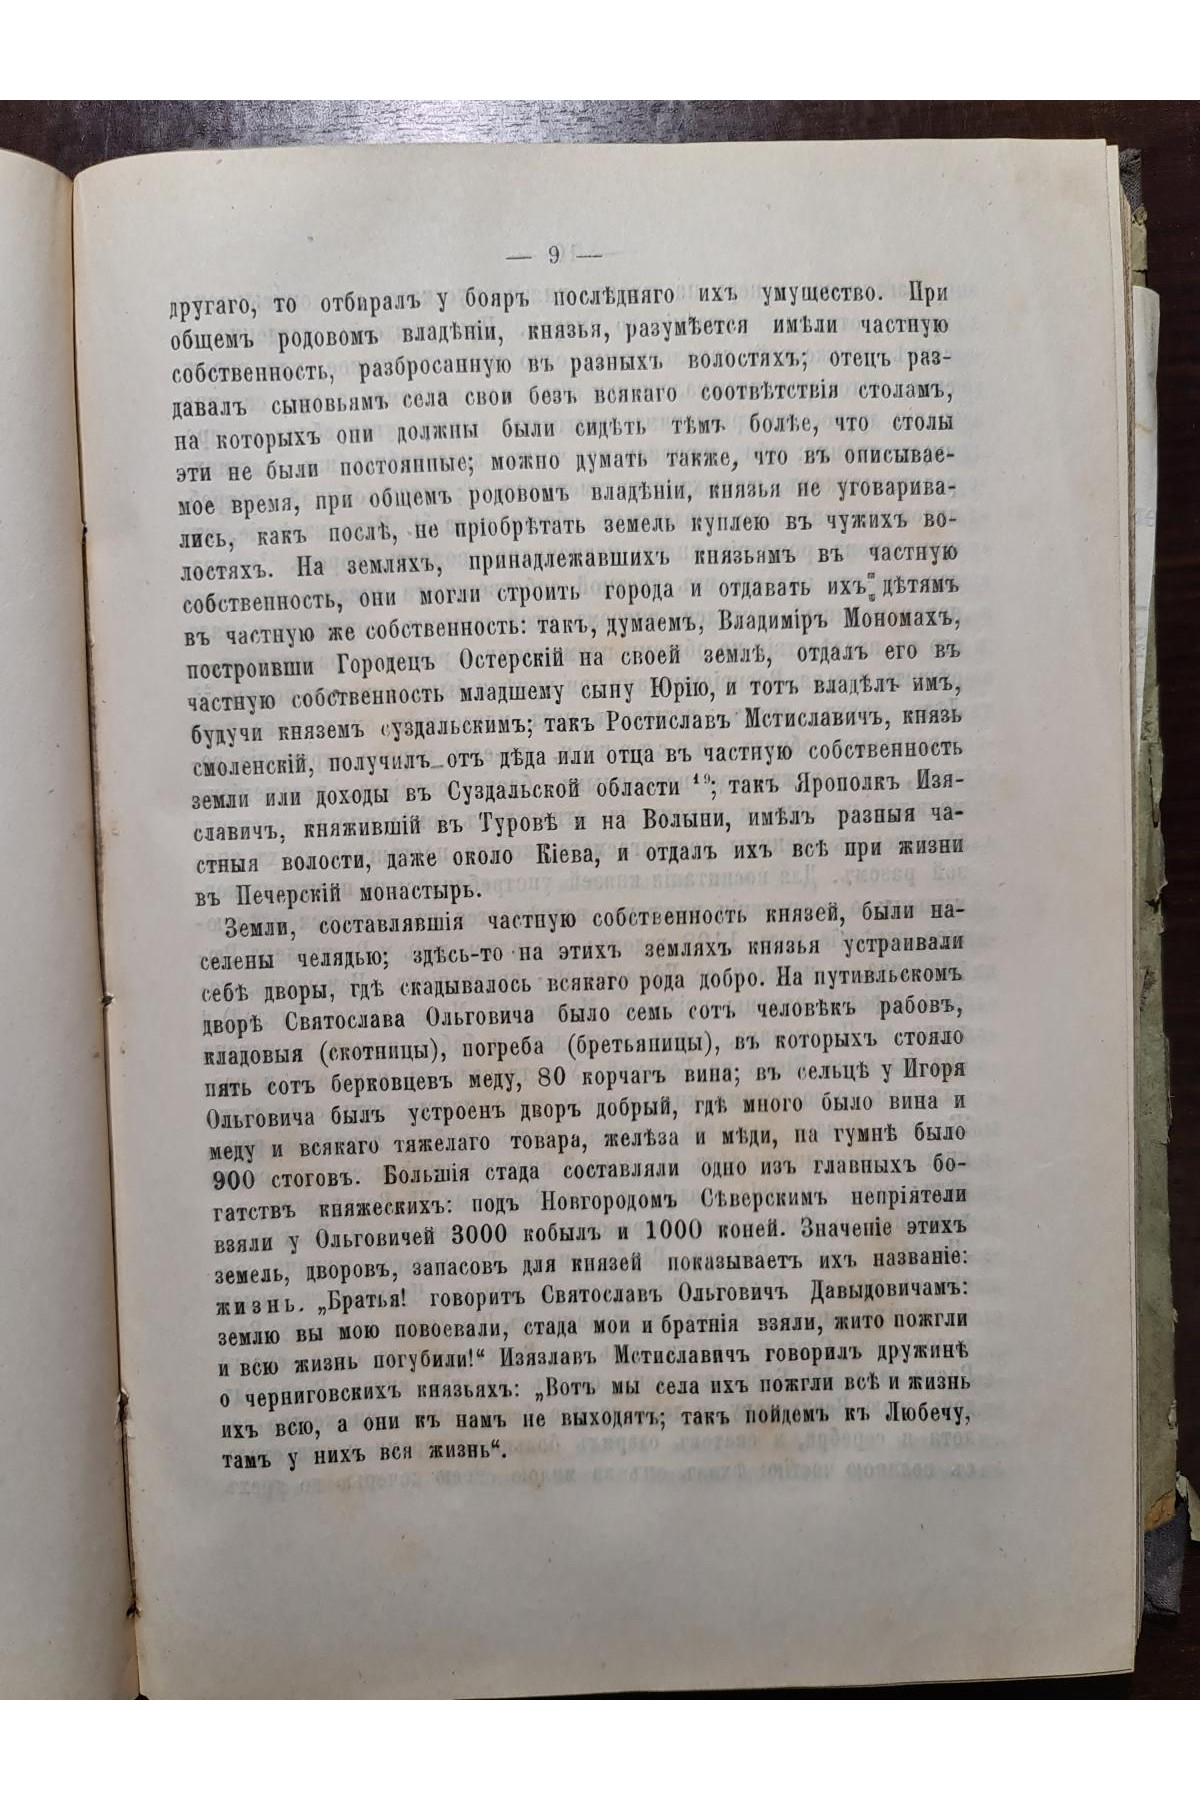 — 9 —
другаго, то отбиралъ у бояръ послѣдняго ихъ умущество. При
общемъ родовомъ владѣніи, князья, разумѣется имѣли частную
собственность, разбросанную въ разныхъ волостяхъ; отецъ раз-
давалъ сыновьямъ села свои безъ всякаго соотвѣтствія столамъ,
на которыхъ они должны были сидѣть тѣмъ болѣе, что столы
эти не были постоянные; можно думать также, что въ описывае-
мое время, при общемъ родовомъ владѣніи, князья не уговарива-
лись, какъ послѣ, не пріобрѣтать земель куплею въ чужихъ во-
лостяхъ. На земляхъ, принадлежавшихъ князьямъ въ частную
собственность, они могли строить города и отдавать ихъ дѣтямъ
въ частную же собственность: такъ, думаемъ, Владиміръ Мономахъ,
построивши Городецъ Остерскій на своей землѣ, отдалъ его въ
частную собственность младшему сыну Юрію, и тотъ владѣлъ имъ,
будучи княземъ суздальскимъ; такъ Ростиславъ Мстиславичъ, князь
смоленскій, получилъ отъ дѣда или отца въ частную собственность
земли или доходы въ Суздальской области ¹⁹; такъ Ярополкъ Изя-
славичъ, княжившій въ Туровѣ и на Волыни, имѣлъ разныя ча-
стныя волости, даже около Кіева, и отдалъ ихъ всѣ при жизни
въ Печерскій монастырь.
Земли, составлявшія частную собственность князей, были на-
селены челядью; здѣсь-то на этихъ земляхъ князья устраивали
себѣ дворы, гдѣ скадывалось всякаго рода добро. На путивльскомъ
дворѣ Святослава Ольговича было семь сотъ человѣкъ рабовъ,
кладовыя (скотницы), погреба (бретьяницы), въ которыхъ стояло
пять сотъ берковцевъ меду, 80 корчагъ вина; въ сельцѣ у Игоря
Ольговича былъ устроенъ дворъ добрый, гдѣ много было вина и
меду и всякаго тяжелаго товара, желѣза и мѣди, на гумнѣ было
900 стоговъ. Большія стада составляли одно изъ главныхъ бо-
гатствъ княжескихъ: подъ Новгородомъ Сѣверскимъ непріятели
взяли у Ольговичей 3000 кобылъ и 1000 коней. Значеніе этихъ
земель, дворовъ, запасовъ для князей показываетъ ихъ названіе:
жизнь. „Братья! говоритъ Святославъ Ольговичъ Давыдовичамъ:
землю вы мою повоевали, стада мои и братнія взяли, жито пожгли
и всю жизнь погубили!“ Изязлавъ Мстиславичъ говорилъ дружинѣ
о черниговскихъ князьяхъ: „Вотъ мы села ихъ пожгли всѣ и жизнь
ихъ всю, а они къ намъ не выходятъ; такъ пойдемъ къ Любечу,
тамъ у нихъ вся жизнь“.